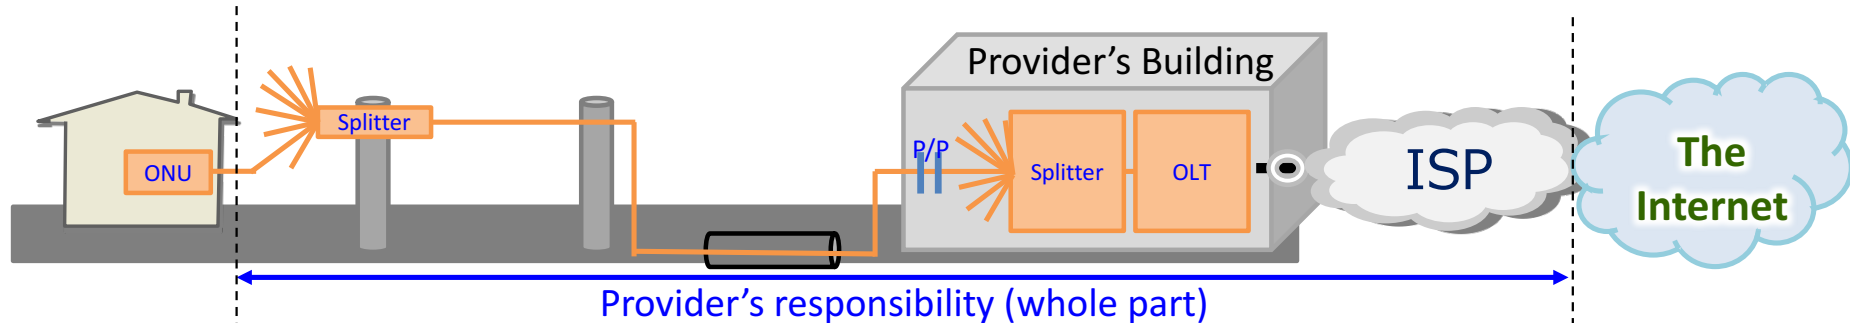 Provider's Building
Splitter
P/P
ONU
Splitter
OLT
ISP
The
Internet
Provider's responsibility (whole part)